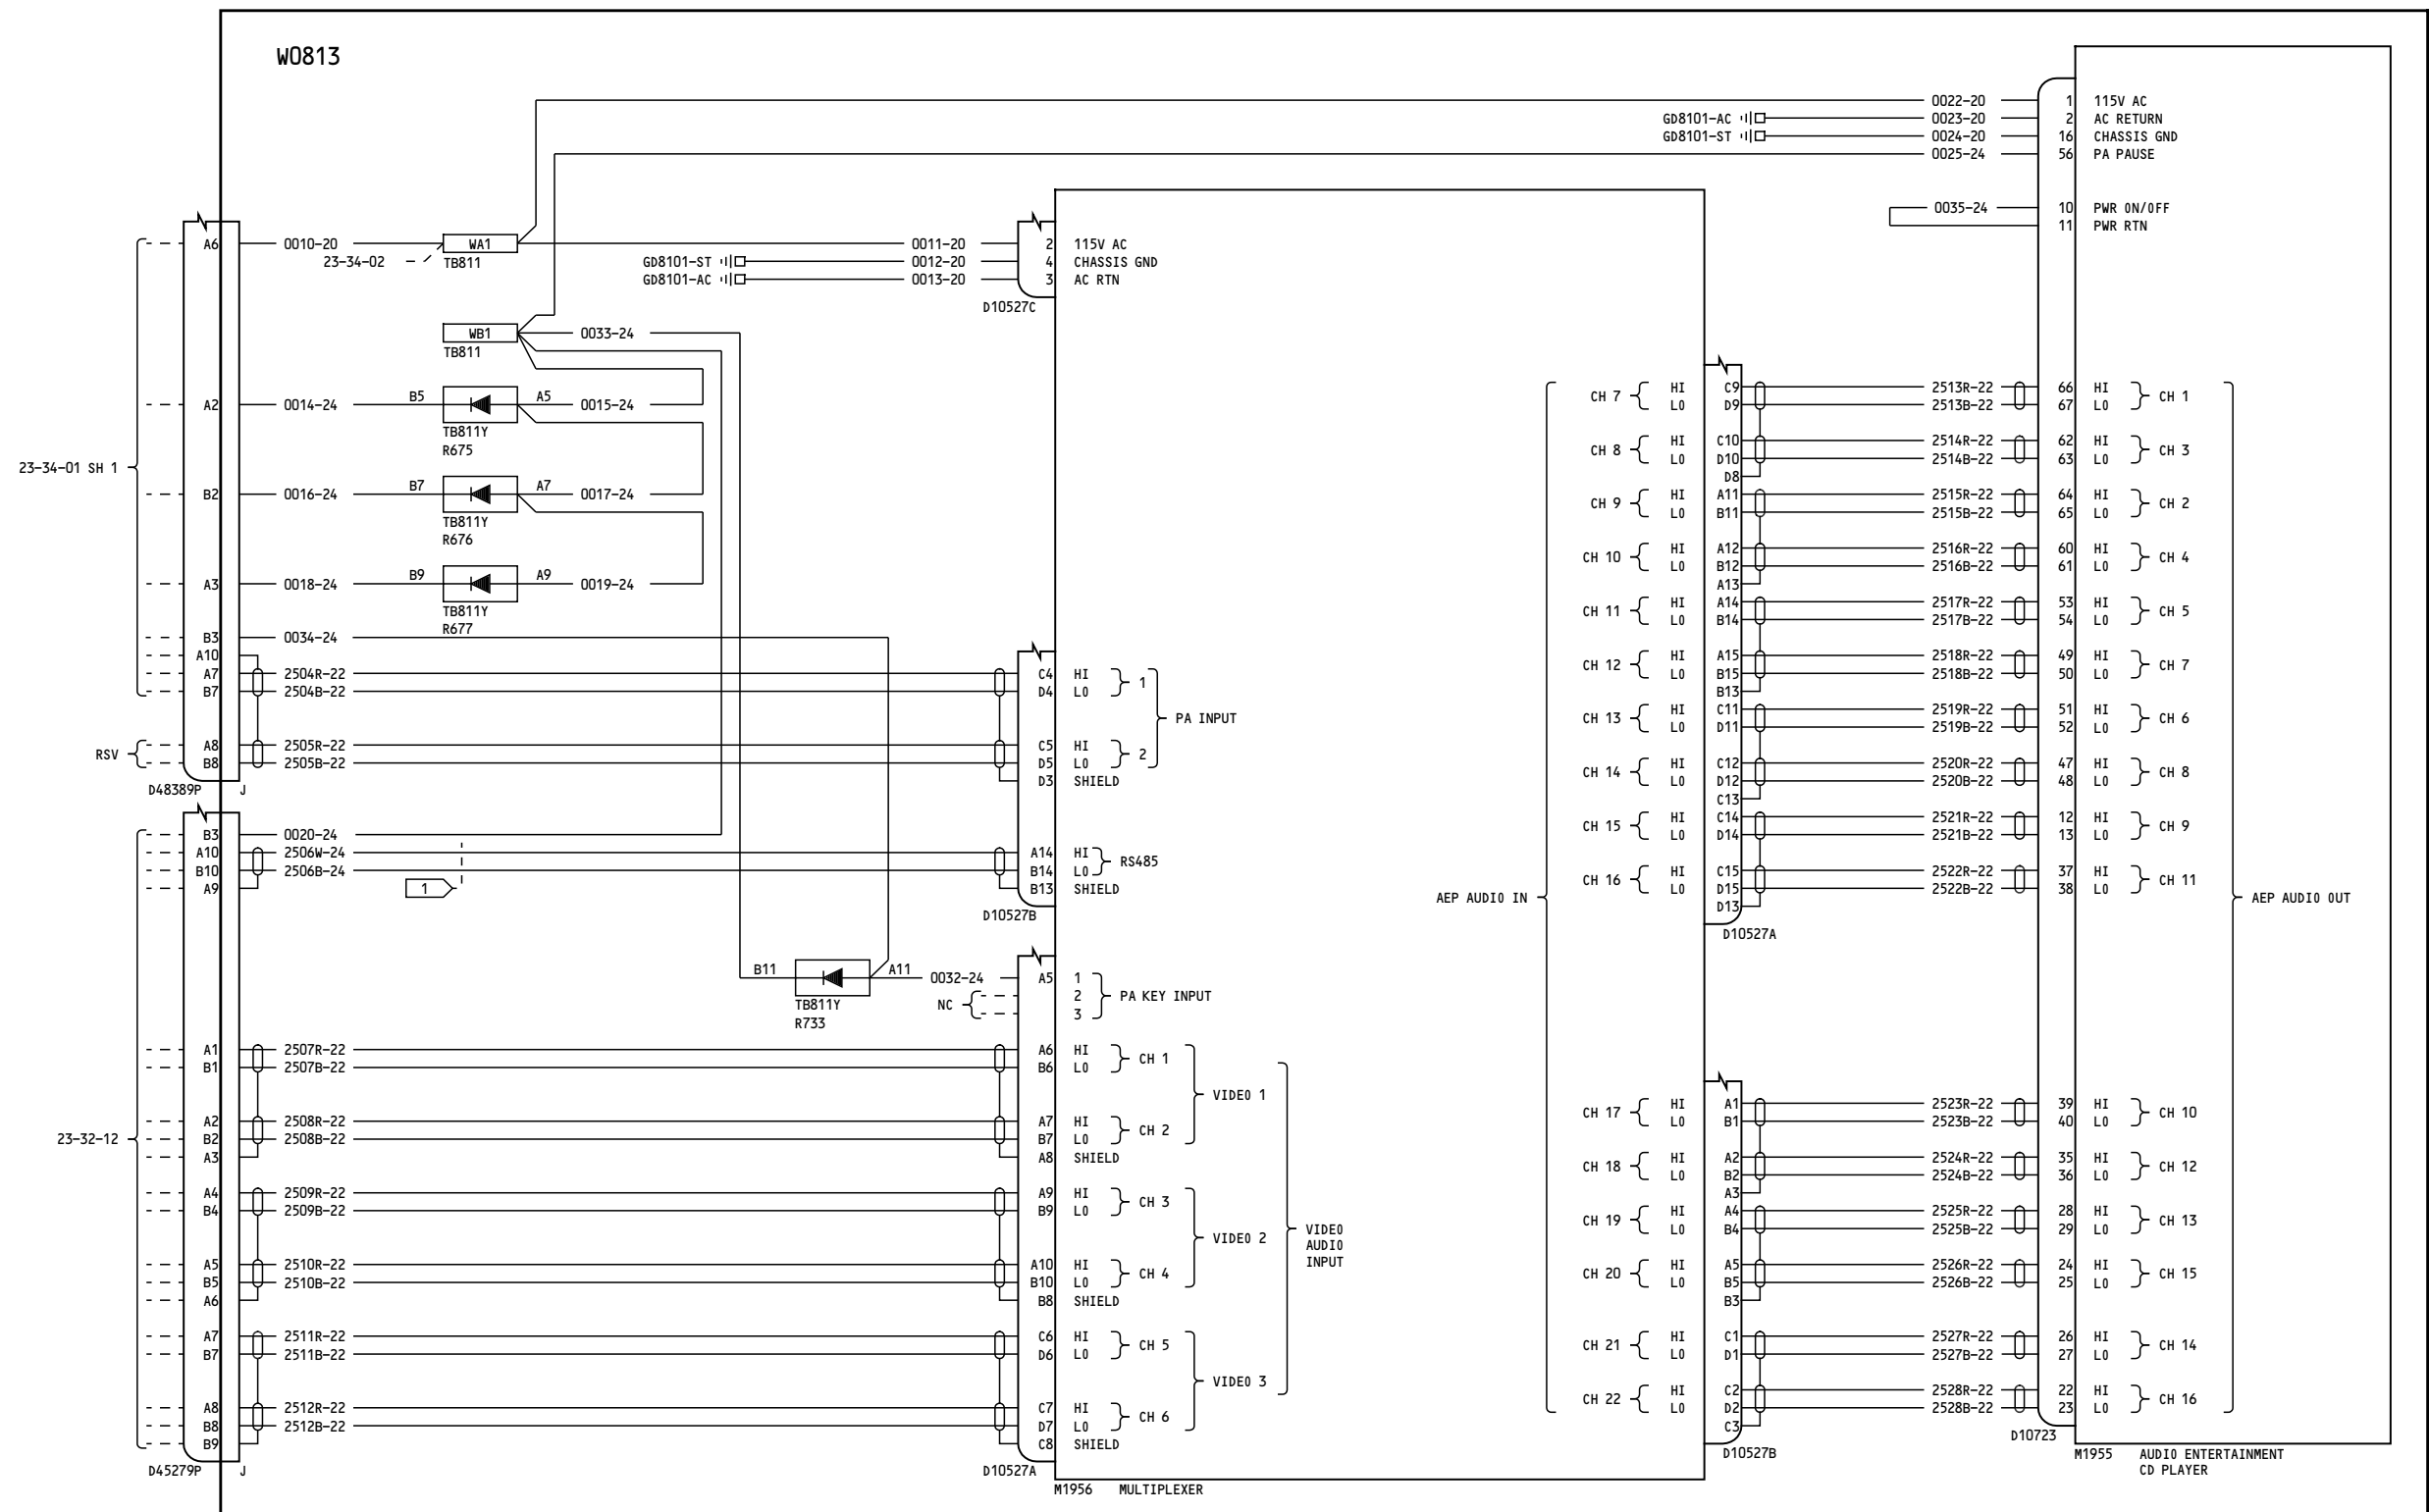 W0813
0022-20 1 115V AC
GD8101-AC 0023-20 2 AC RETURN
GD8101-ST 0024-20 16 CHASSIS GND
0025-24 56 PA PAUSE
0035-24 10 PWR ON/OFF
11 PWR RTN
A6 0010-20 WA1 0011-20 2 115V AC
23-34-02 TB811 GD8101-ST 0012-20 4 CHASSIS GND
GD8101-AC 0013-20 3 AC RTN
D10527C
WB1 0033-24
TB811
A2 0014-24 B5 A5 0015-24
TB811Y
R675
23-34-01 SH 1
B2 0016-24 B7 A7 0017-24
TB811Y
R676
A3 0018-24 B9 A9 0019-24
TB811Y
R677
B3 0034-24
A10
A7 2504R-22 C4 HI 1
B7 2504B-22 D4 LO
PA INPUT
RSV
A8 2505R-22 C5 HI 2
B8 2505B-22 D5 LO
D3 SHIELD
D48389P J
B3 0020-24
A10 2506W-24 A14 HI RS485
B10 2506B-24 B14 LO
A9 1 B13 SHIELD
D10527B
B11 A11 0032-24 A5 1
TB811Y
R733
NC 2 PA KEY INPUT
3
A1 2507R-22 A6 HI CH 1
B1 2507B-22 B6 LO
VIDEO 1
A2 2508R-22 A7 HI CH 2
B2 2508B-22 B7 LO
A3 A8 SHIELD
23-32-12
A4 2509R-22 A9 HI CH 3
B4 2509B-22 B9 LO
VIDEO 2
VIDEO
AUDIO
INPUT
A5 2510R-22 A10 HI CH 4
B5 2510B-22 B10 LO
A6 B8 SHIELD
A7 2511R-22 C6 HI CH 5
B7 2511B-22 D6 LO
VIDEO 3
A8 2512R-22 C7 HI CH 6
B8 2512B-22 D7 LO
B9 C8 SHIELD
D45279P J D10527A
M1956 MULTIPLEXER
CH 7 HI C9 2513R-22 66 HI CH 1
LO D9 2513B-22 67 LO
CH 8 HI C10 2514R-22 62 HI CH 3
LO D10 2514B-22 63 LO
D8
CH 9 HI A11 2515R-22 64 HI CH 2
LO B11 2515B-22 65 LO
CH 10 HI A12 2516R-22 60 HI CH 4
LO B12 2516B-22 61 LO
A13
CH 11 HI A14 2517R-22 53 HI CH 5
LO B14 2517B-22 54 LO
CH 12 HI A15 2518R-22 49 HI CH 7
LO B15 2518B-22 50 LO
B13
CH 13 HI C11 2519R-22 51 HI CH 6
LO D11 2519B-22 52 LO
CH 14 HI C12 2520R-22 47 HI CH 8
LO D12 2520B-22 48 LO
C13
CH 15 HI C14 2521R-22 12 HI CH 9
LO D14 2521B-22 13 LO
CH 16 HI C15 2522R-22 37 HI CH 11
LO D15 2522B-22 38 LO
D13
AEP AUDIO IN
AEP AUDIO OUT
D10527A
CH 17 HI A1 2523R-22 39 HI CH 10
LO B1 2523B-22 40 LO
CH 18 HI A2 2524R-22 35 HI CH 12
LO B2 2524B-22 36 LO
A3
CH 19 HI A4 2525R-22 28 HI CH 13
LO B4 2525B-22 29 LO
CH 20 HI A5 2526R-22 24 HI CH 15
LO B5 2526B-22 25 LO
B3
CH 21 HI C1 2527R-22 26 HI CH 14
LO D1 2527B-22 27 LO
CH 22 HI C2 2528R-22 22 HI CH 16
LO D2 2528B-22 23 LO
C3
D10527B
D10723
M1955 AUDIO ENTERTAINMENT
CD PLAYER